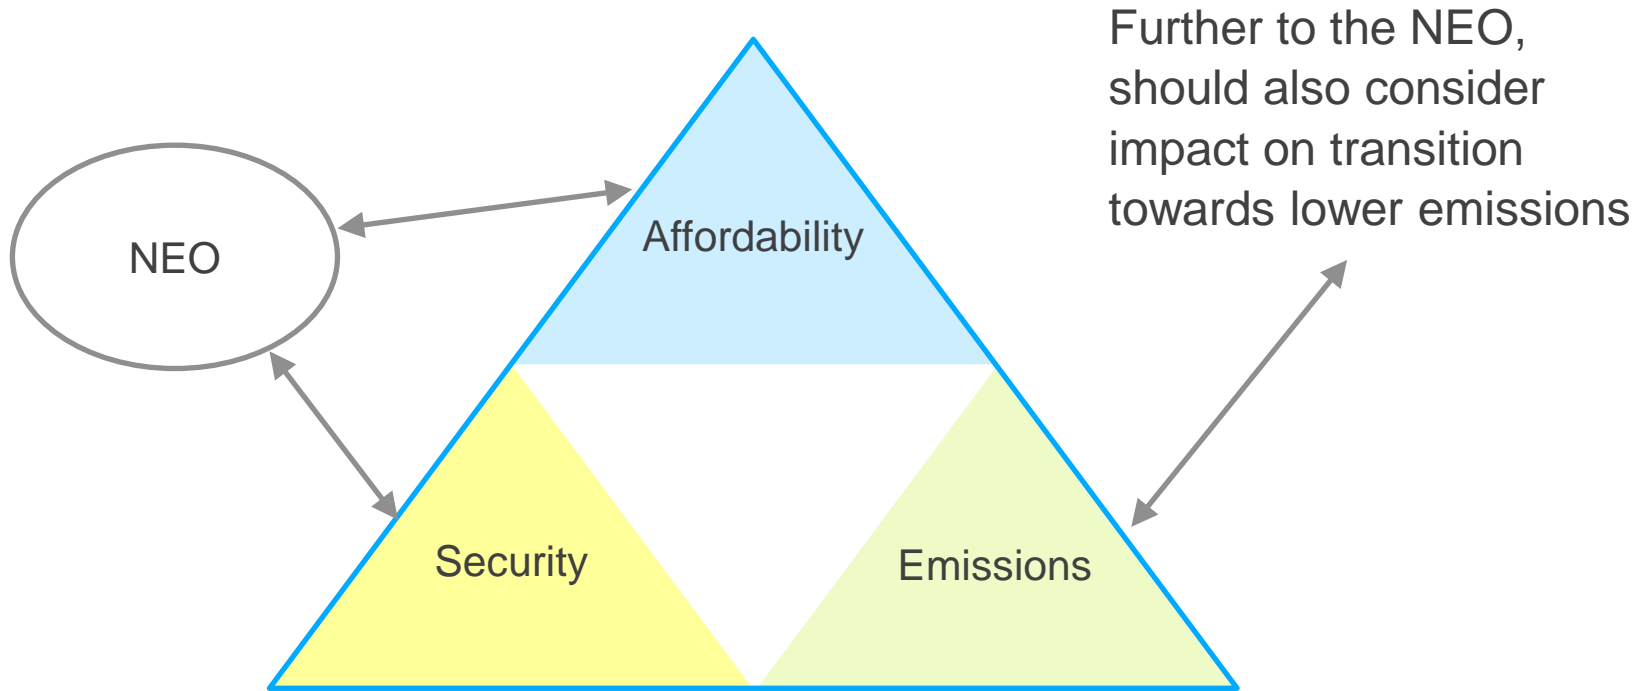 Further to the NEO,
should also consider
impact on transition
towards lower emissions
NEO
Affordability
Security
Emissions